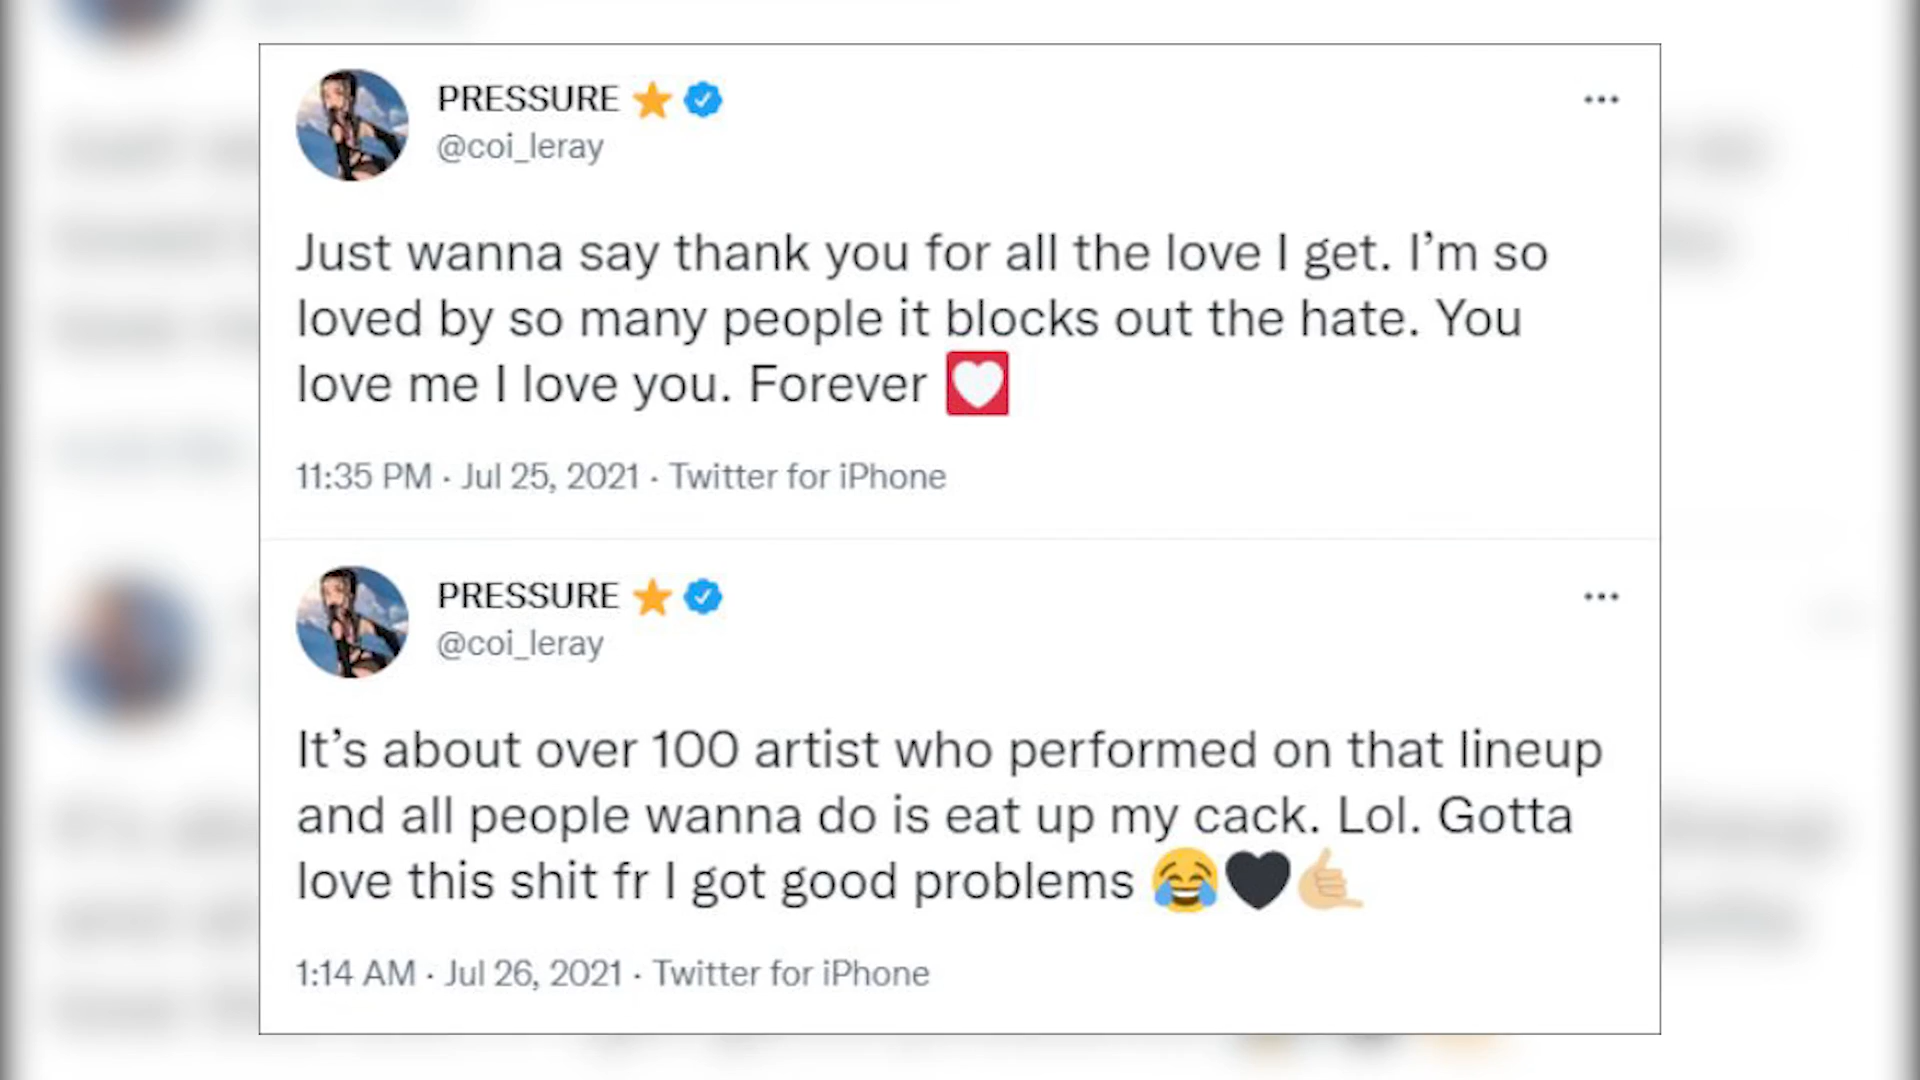 PRESSURE ⭐
@coi_leray
Just wanna say thank you for all the love I get. I’m so
loved by so many people it blocks out the hate. You
love me I love you. Forever 💟
11:35 PM · Jul 25, 2021 · Twitter for iPhone
PRESSURE ⭐
@coi_leray
It’s about over 100 artist who performed on that lineup
and all people wanna do is eat up my cack. Lol. Gotta
love this shit fr I got good problems 😂🖤🤙🏼
1:14 AM · Jul 26, 2021 · Twitter for iPhone